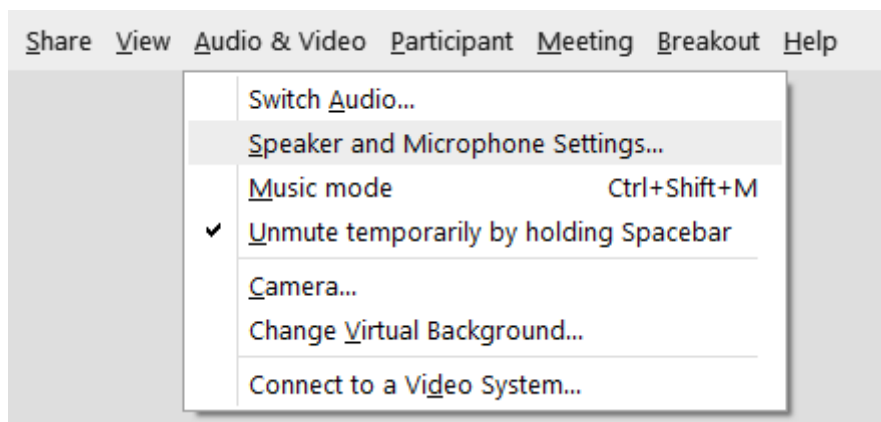 Share View Audio & Video Participant Meeting Breakout Help
Switch Audio...
Speaker and Microphone Settings...
Music mode Ctrl+Shift+M
Unmute temporarily by holding Spacebar
Camera...
Change Virtual Background...
Connect to a Video System...